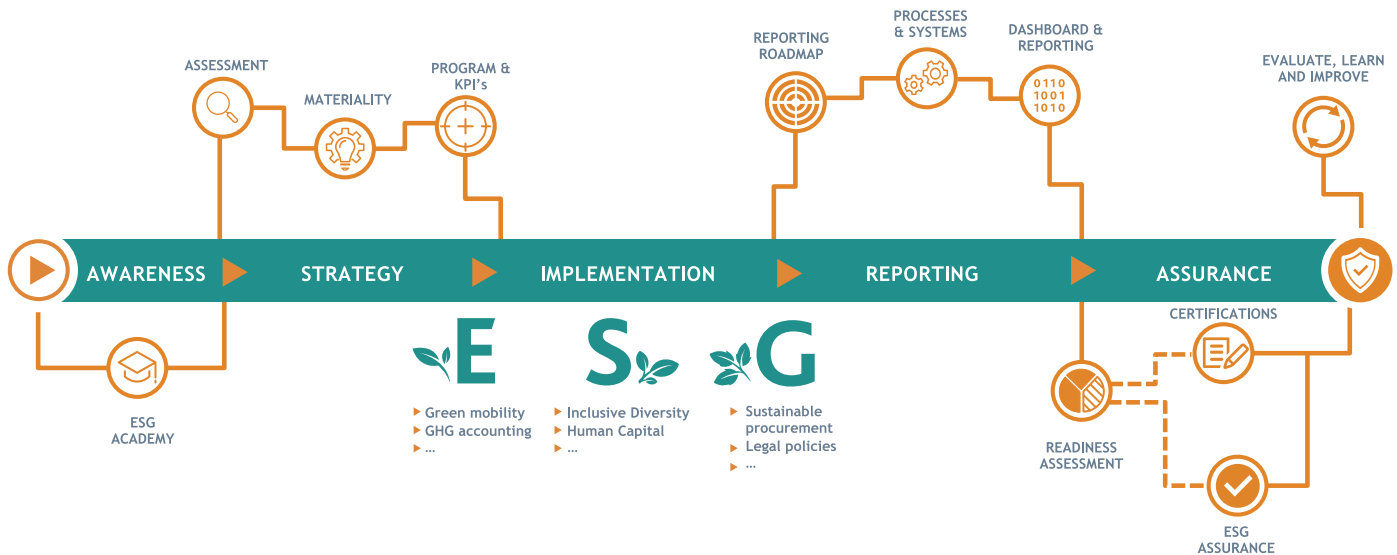 ASSESSMENT
MATERIALITY
PROGRAM &
KPI's
REPORTING
ROADMAP
PROCESSES
& SYSTEMS
DASHBOARD &
REPORTING
0110
1001
1010
EVALUATE, LEARN
AND IMPROVE
AWARENESS
STRATEGY
IMPLEMENTATION
REPORTING
ASSURANCE
ESG
ACADEMY
E
Green mobility
GHG accounting
...
S
Inclusive Diversity
Human Capital
...
G
Sustainable
procurement
Legal policies
...
READINESS
ASSESSMENT
CERTIFICATIONS
ESG
ASSURANCE